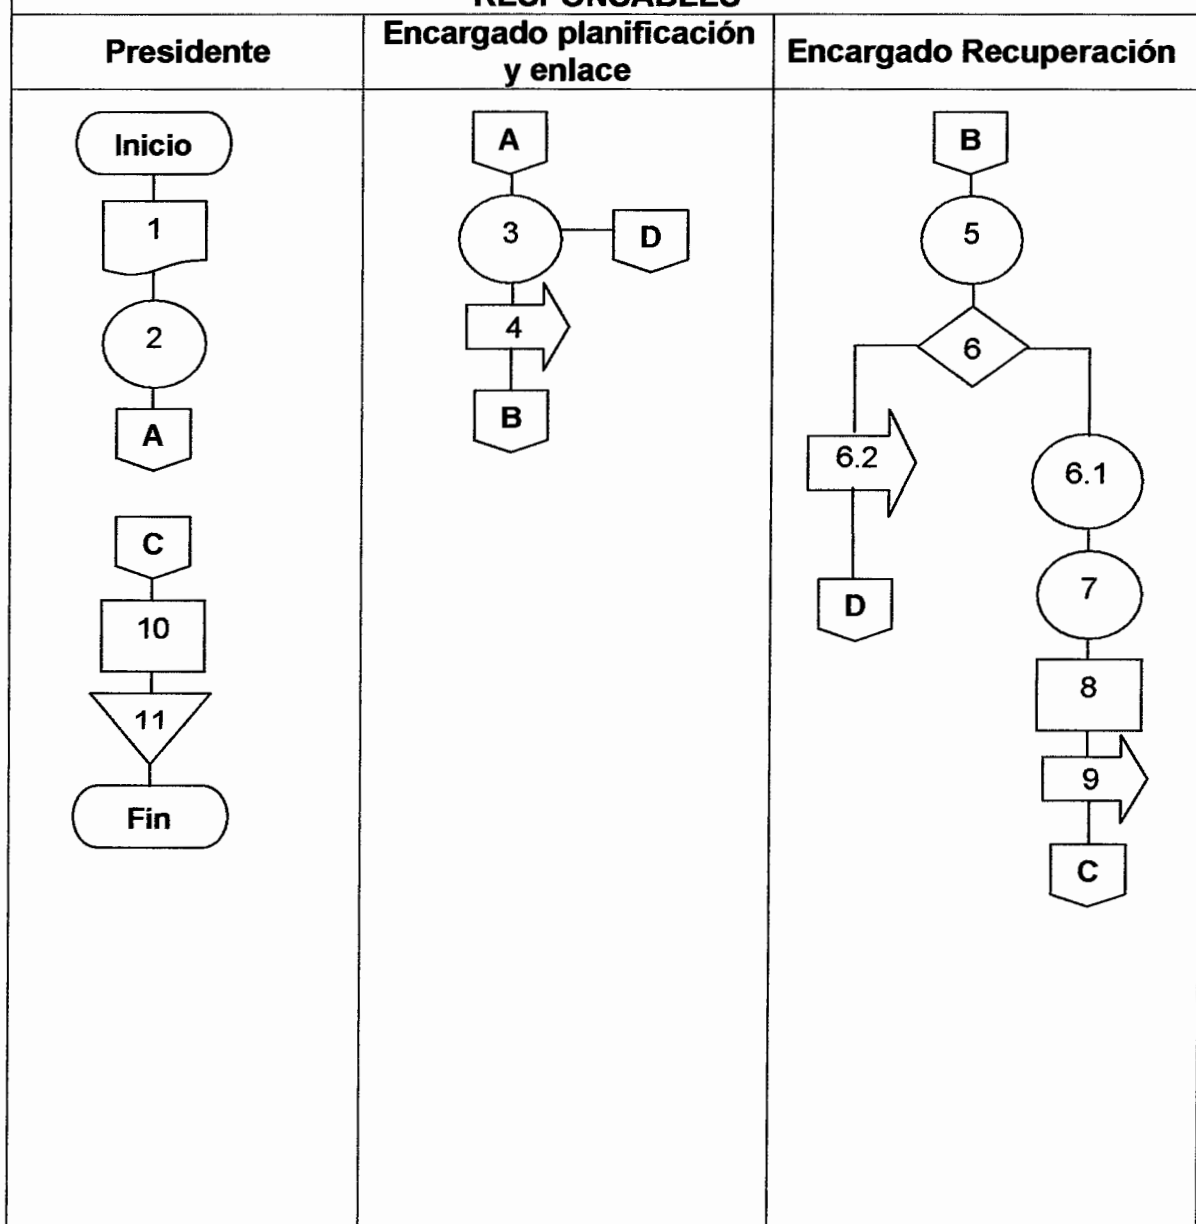 RESPONSABLES
Presidente
Encargado planificación
y enlace
Encargado Recuperación
Inicio
1
2
A
C
10
11
Fin
A
3
D
4
B
B
5
6
6.2
6.1
D
7
8
9
C